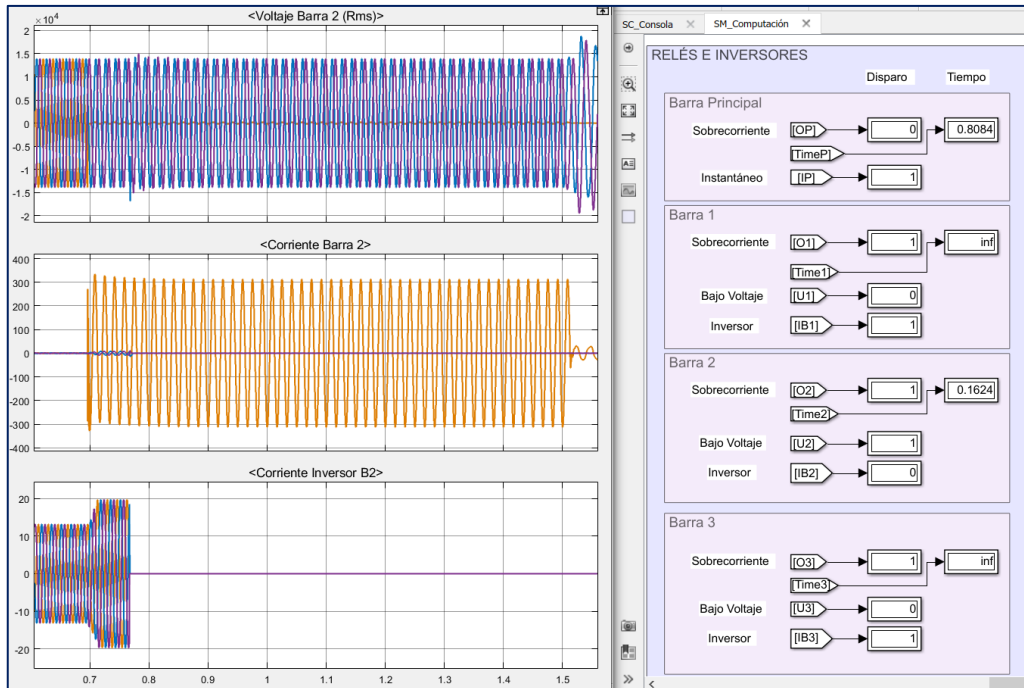 <Voltaje Barra 2 (Rms)>
×10⁴
2
1.5
1
0.5
0
-0.5
-1
-1.5
-2
<Corriente Barra 2>
400
300
200
100
0
-100
-200
-300
-400
<Corriente Inversor B2>
20
10
0
-10
-20
0.7 0.8 0.9 1 1.1 1.2 1.3 1.4 1.5
SC_Consola SM_Computación
RELÉS E INVERSORES
Disparo Tiempo
Barra Principal
Sobrecorriente [OP] 0 0.8084
[TimeP]
Instantáneo [IP] 1
Barra 1
Sobrecorriente [O1] 1 inf
[Time1]
Bajo Voltaje [U1] 0
Inversor [IB1] 1
Barra 2
Sobrecorriente [O2] 1 0.1624
[Time2]
Bajo Voltaje [U2] 1
Inversor [IB2] 0
Barra 3
Sobrecorriente [O3] 1 inf
[Time3]
Bajo Voltaje [U3] 0
Inversor [IB3] 1